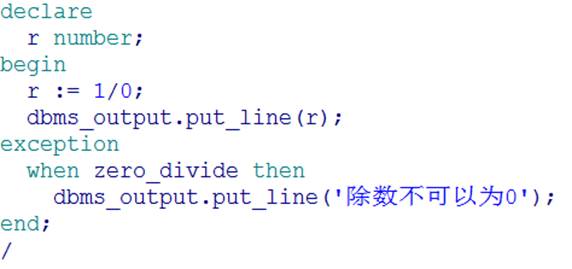 declare
  r number;
begin
  r := 1/0;
  dbms_output.put_line(r);
exception
  when zero_divide then
    dbms_output.put_line('除数不可以为0');
end;
/